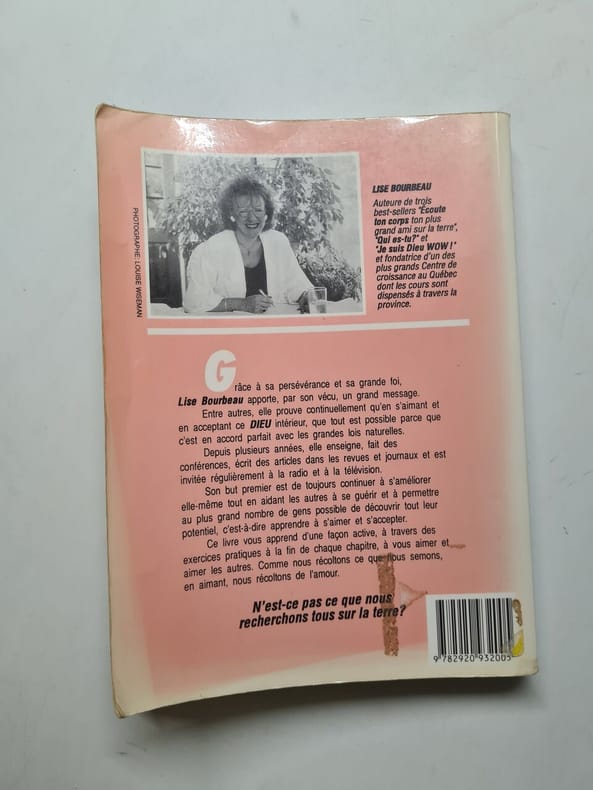 PHOTOGRAPHE: LOUISE WISEMAN
LISE BOURBEAU
Auteure de trois
best-sellers "Écoute
ton corps ton plus
grand ami sur la terre",
"Qui es-tu?" et
"Je suis Dieu WOW !"
et fondatrice d'un des
plus grands Centre de
croissance au Québec
dont les cours sont
dispensés à travers la
province.
Grâce à sa persévérance et sa grande foi,
Lise Bourbeau apporte, par son vécu, un grand message.
Entre autres, elle prouve continuellement qu'en s'aimant et
en acceptant ce DIEU intérieur, que tout est possible parce que
c'est en accord parfait avec les grandes lois naturelles.
Depuis plusieurs années, elle enseigne, fait des
conférences, écrit des articles dans les revues et journaux et est
invitée régulièrement à la radio et à la télévision.
Son but premier est de toujours continuer à s'améliorer
elle-même tout en aidant les autres à se guérir et à permettre
au plus grand nombre de gens possible de découvrir tout leur
potentiel, c'est-à-dire apprendre à s'aimer et s'accepter.
Ce livre vous apprend d'une façon active, à travers des
exercices pratiques à la fin de chaque chapitre, à vous aimer et
aimer les autres. Comme nous récoltons ce que nous semons,
en aimant, nous récoltons de l'amour.
N'est-ce pas ce que nous
recherchons tous sur la terre?
9 782920 932005